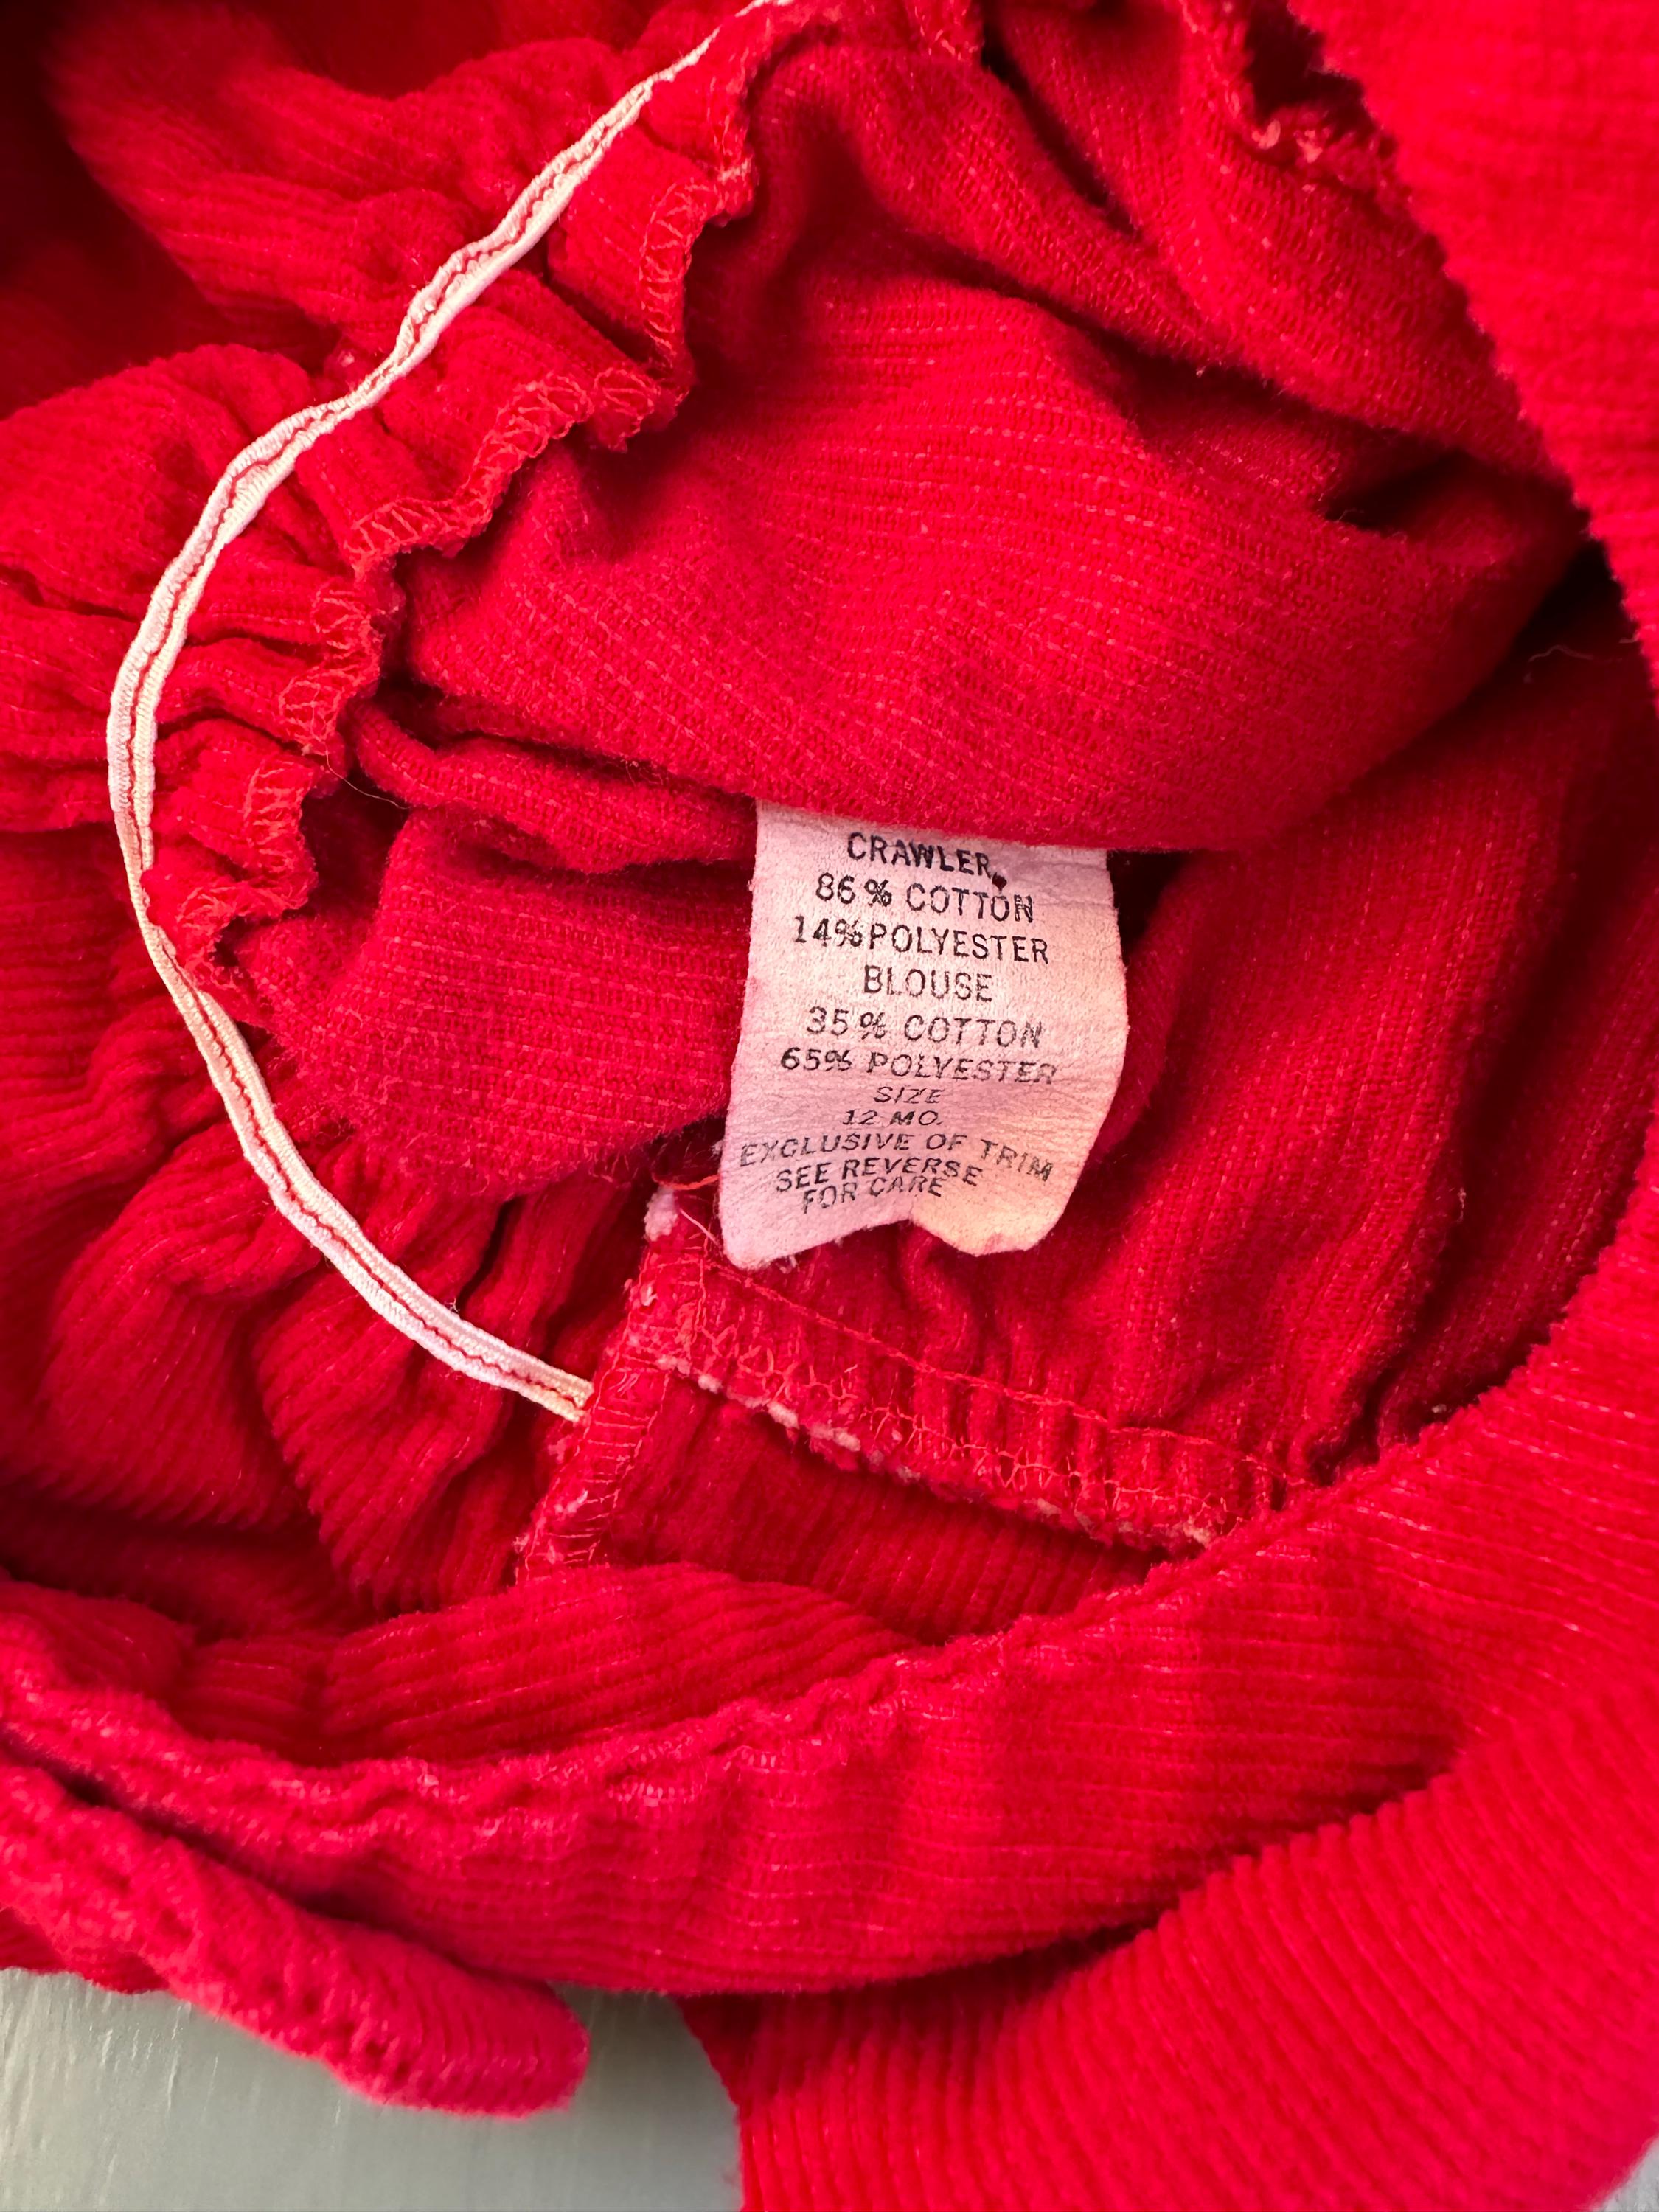 CRAWLER
86% COTTON
14% POLYESTER
BLOUSE
35% COTTON
65% POLYESTER
SIZE
12 MO.
EXCLUSIVE OF TRIM
SEE REVERSE
FOR CARE